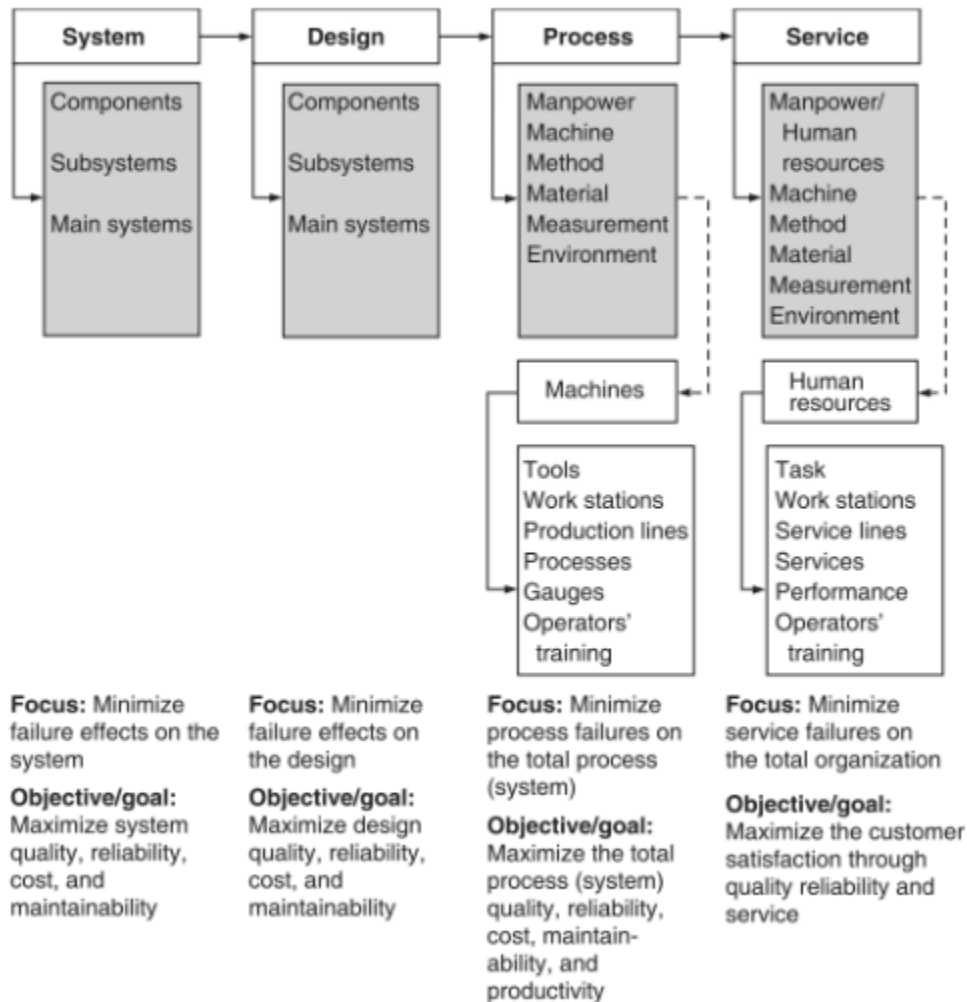 System
Design
Process
Service
Components
Subsystems
Main systems
Components
Subsystems
Main systems
Manpower
Machine
Method
Material
Measurement
Environment
Manpower/
Human
resources
Machine
Method
Material
Measurement
Environment
Machines
Human
resources
Tools
Work stations
Production lines
Processes
Gauges
Operators'
training
Task
Work stations
Service lines
Services
Performance
Operators'
training
Focus: Minimize
failure effects on the
system
Objective/goal:
Maximize system
quality, reliability,
cost, and
maintainability
Focus: Minimize
failure effects on
the design
Objective/goal:
Maximize design
quality, reliability,
cost, and
maintainability
Focus: Minimize
process failures on
the total process
(system)
Objective/goal:
Maximize the total
process (system)
quality, reliability,
cost, maintain-
ability, and
productivity
Focus: Minimize
service failures on
the total organization
Objective/goal:
Maximize the customer
satisfaction through
quality reliability and
service